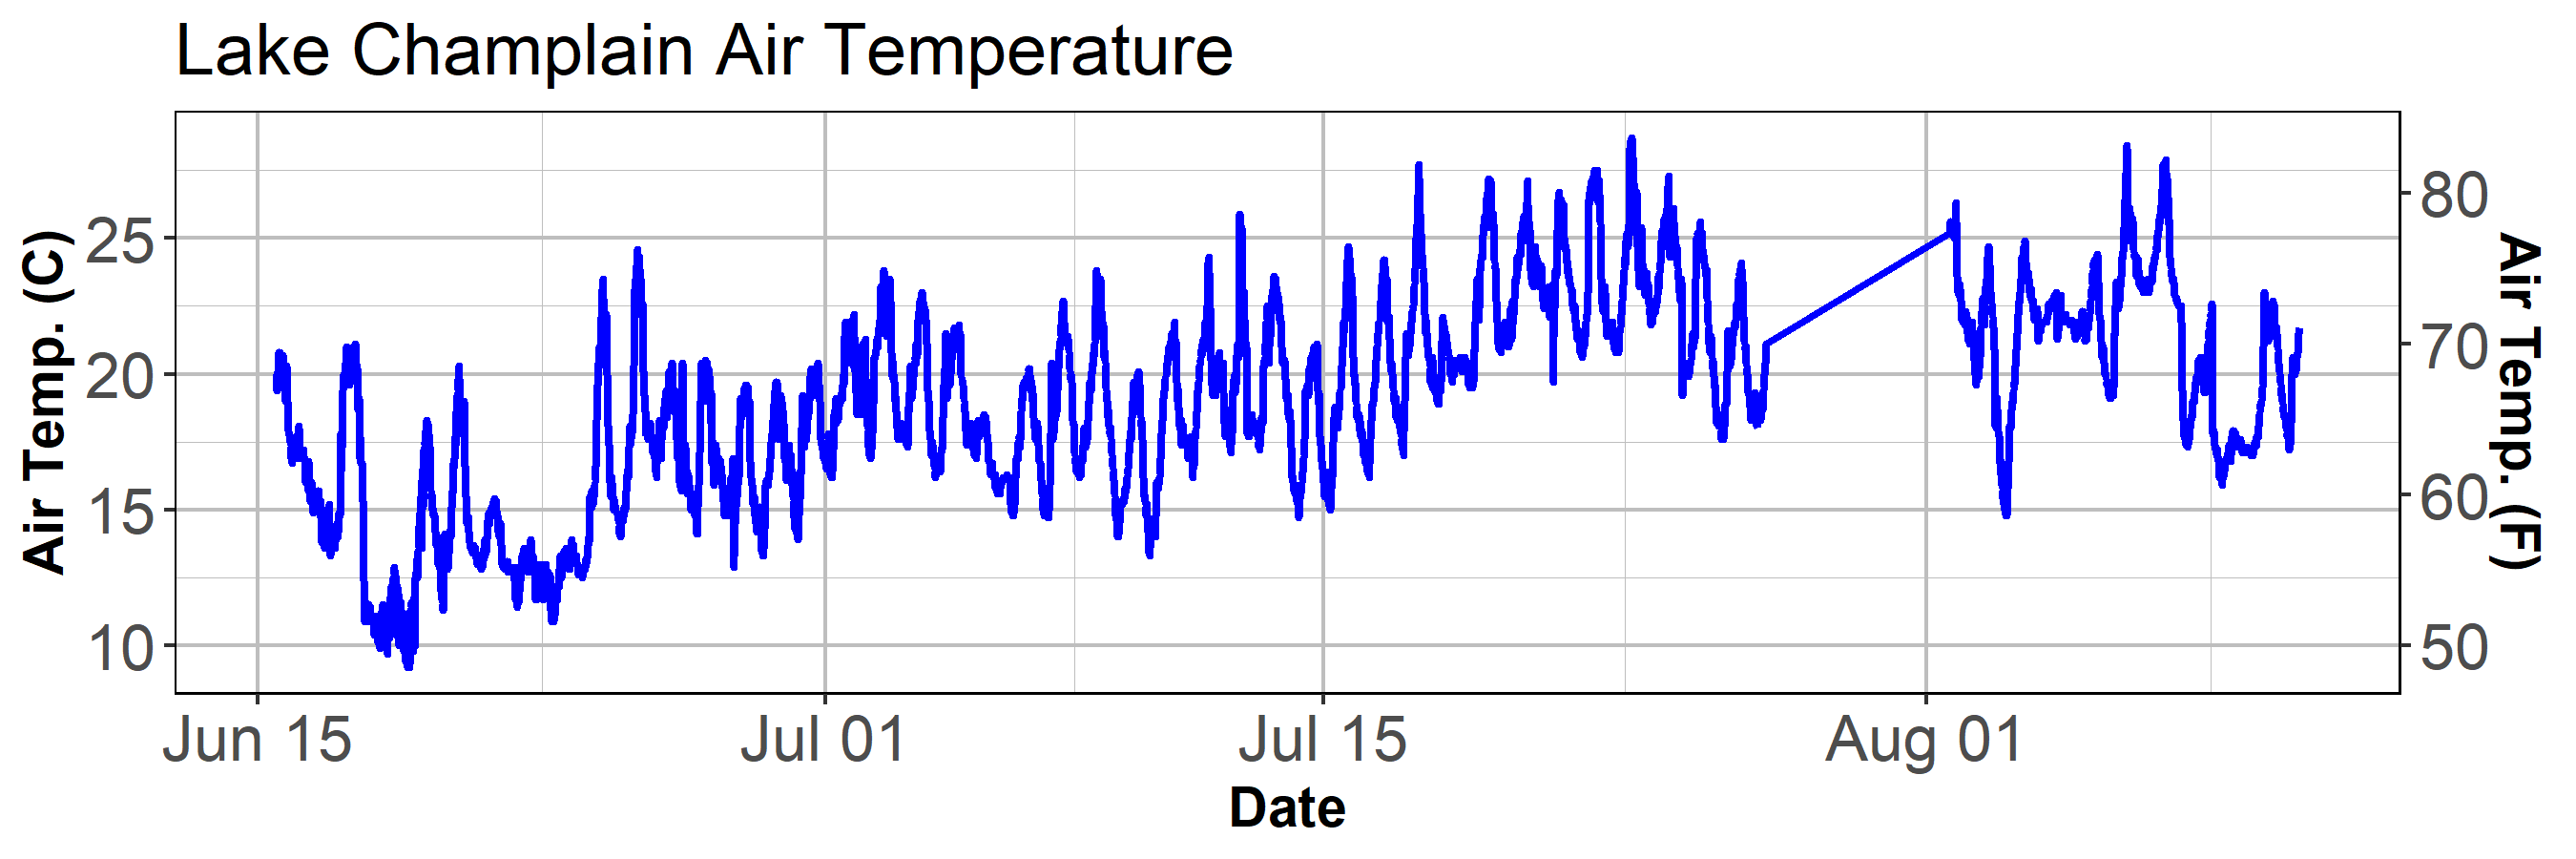 Lake Champlain Air Temperature
Air Temp. (C)
25
20
15
10
80
70
60
50
Air Temp. (F)
Jun 15
Jul 01
Jul 15
Aug 01
Date